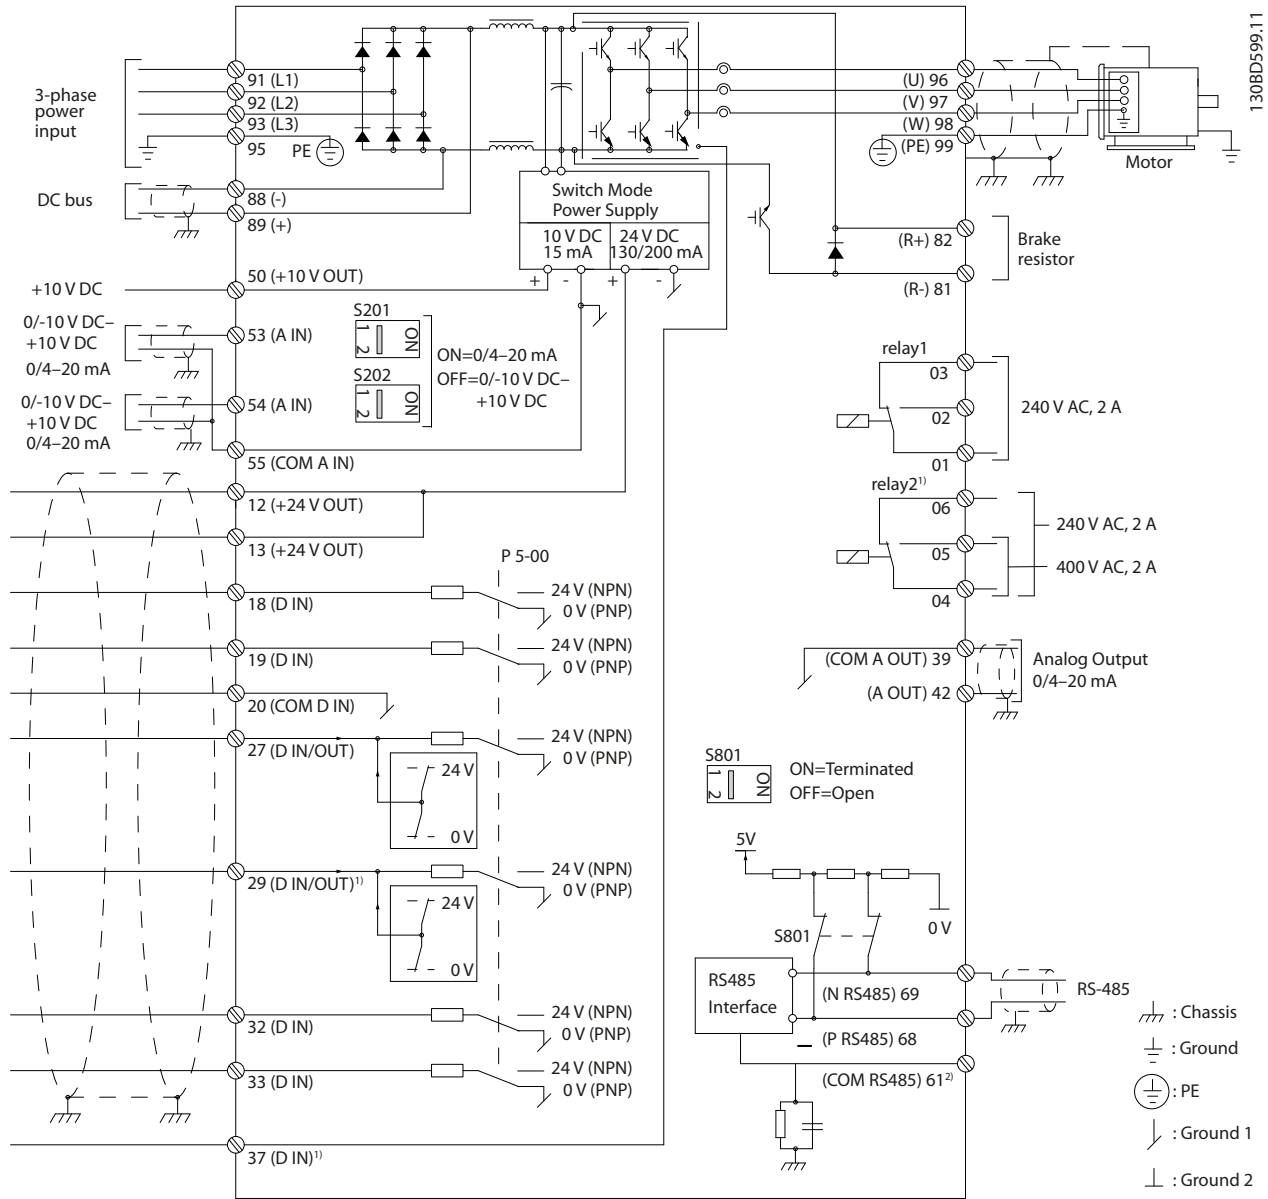 130BD599.11
3-phase
power
input
91 (L1)
92 (L2)
93 (L3)
95
PE
(U) 96
(V) 97
(W) 98
(PE) 99
Motor
DC bus
88 (-)
89 (+)
Switch Mode
Power Supply
10 V DC
15 mA
24 V DC
130/200 mA
+
-
+
-
(R+) 82
(R-) 81
Brake
resistor
+10 V DC
50 (+10 V OUT)
0/-10 V DC–
+10 V DC
0/4–20 mA
53 (A IN)
S201
1
2
ON
S202
1
2
ON
ON=0/4–20 mA
OFF=0/-10 V DC–
+10 V DC
0/-10 V DC–
+10 V DC
0/4–20 mA
54 (A IN)
55 (COM A IN)
relay1
03
02
01
240 V AC, 2 A
relay2¹⁾
06
05
04
240 V AC, 2 A
400 V AC, 2 A
12 (+24 V OUT)
13 (+24 V OUT)
P 5-00
18 (D IN)
24 V (NPN)
0 V (PNP)
19 (D IN)
24 V (NPN)
0 V (PNP)
20 (COM D IN)
27 (D IN/OUT)
24 V (NPN)
0 V (PNP)
24 V
0 V
29 (D IN/OUT)¹⁾
24 V (NPN)
0 V (PNP)
24 V
0 V
32 (D IN)
24 V (NPN)
0 V (PNP)
33 (D IN)
24 V (NPN)
0 V (PNP)
37 (D IN)¹⁾
(COM A OUT) 39
(A OUT) 42
Analog Output
0/4–20 mA
S801
1
2
ON
ON=Terminated
OFF=Open
5V
0 V
S801
RS485
Interface
(N RS485) 69
(P RS485) 68
(COM RS485) 61²⁾
RS-485
: Chassis
: Ground
: PE
: Ground 1
: Ground 2